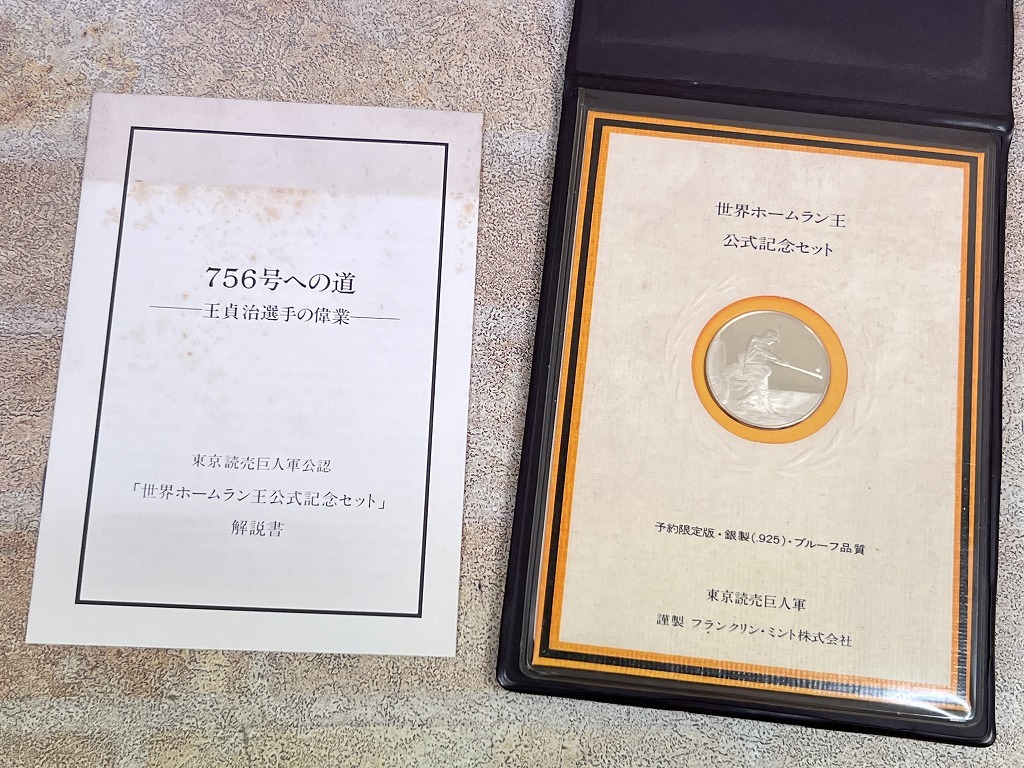 756号への道
――王貞治選手の偉業――
東京読売巨人軍公認
「世界ホームラン王公式記念セット」
解説書
世界ホームラン王
公式記念セット
予約限定版・銀製(.925)・プルーフ品質
東京読売巨人軍
謹製 フランクリン・ミント株式会社